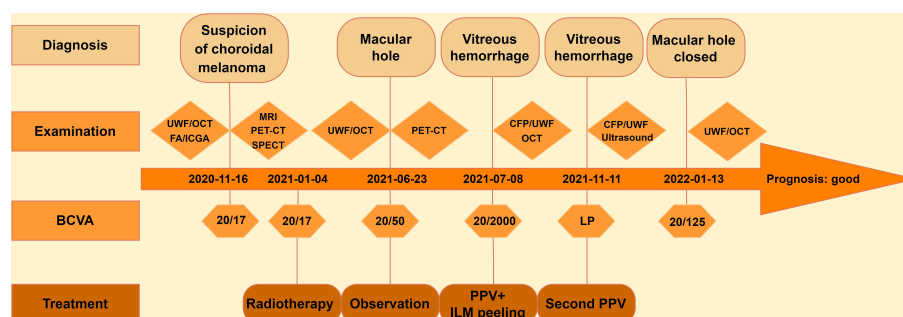 Diagnosis
Suspicion
of choroidal
melanoma
Macular
hole
Vitreous
hemorrhage
Vitreous
hemorrhage
Macular hole
closed
Examination
UWF/OCT
FA/ICGA
MRI
PET-CT
SPECT
UWF/OCT
PET-CT
CFP/UWF
OCT
CFP/UWF
Ultrasound
UWF/OCT
2020-11-16
2021-01-04
2021-06-23
2021-07-08
2021-11-11
2022-01-13
Prognosis: good
BCVA
20/17
20/17
20/50
20/2000
LP
20/125
Treatment
Radiotherapy
Observation
PPV+
ILM peeling
Second PPV